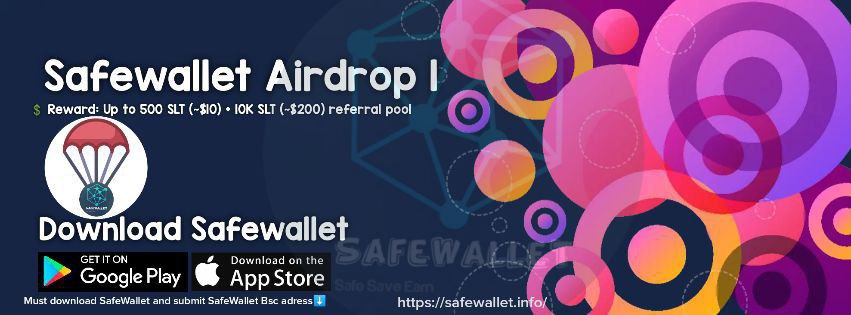 Safewallet Airdrop |
$ Reward: Up to 500 SLT (~$10) + 10K SLT (~$200) referral pool
SAFEWALLET
Download Safewallet
GET IT ON
Google Play
Download on the
App Store
SAFEWALLET
Safe Save Earn
Must download SafeWallet and submit SafeWallet Bsc adress⬇️
https://safewallet.info/